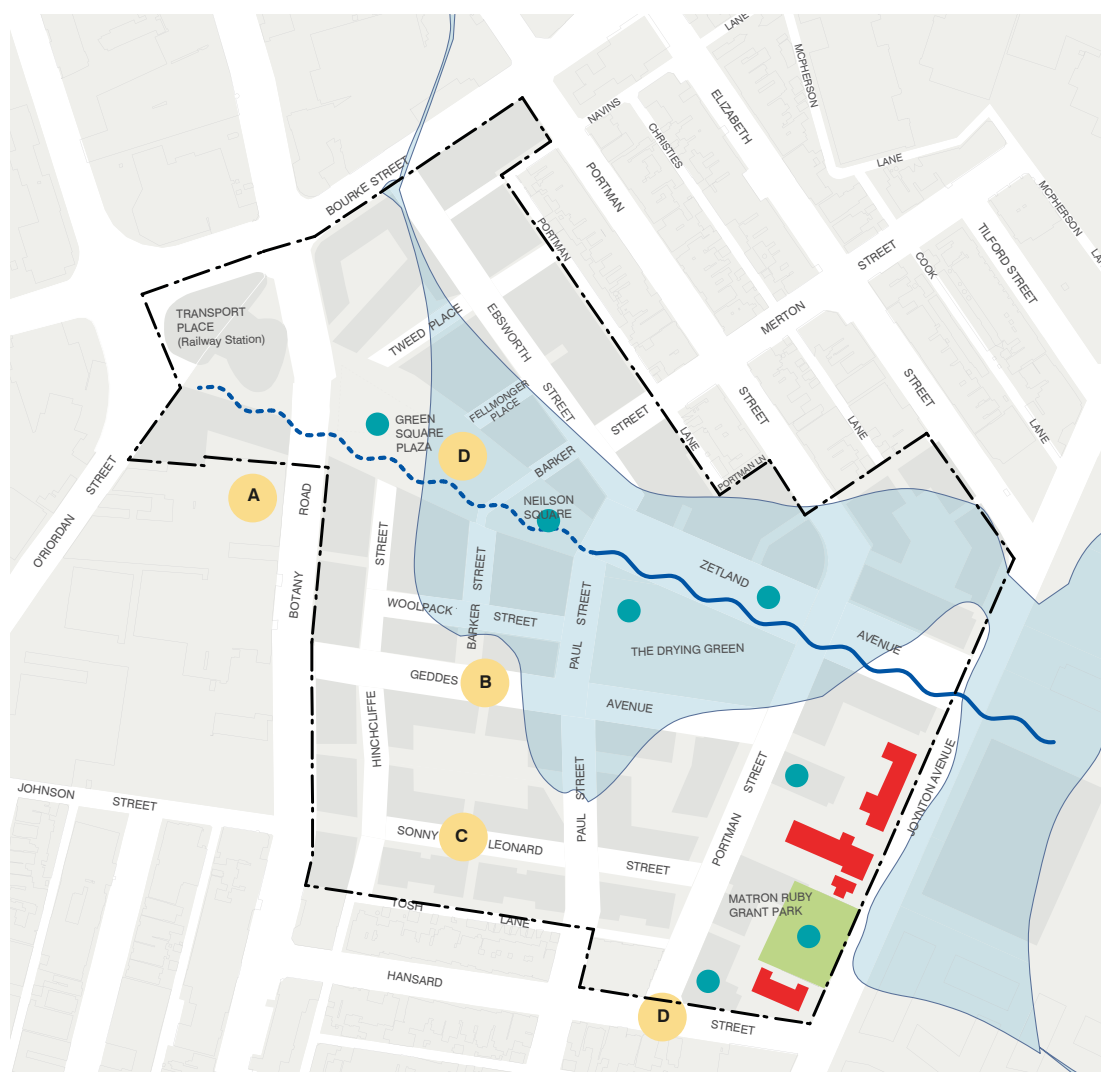 LANE
MCPHERSON
NAVINS
ELIZABETH
CHRISTIES
LANE
BOURKE STREET
PORTMAN
MCPHERSON
PORTMAN
STREET
TILFORD STREET
COOK
TRANSPORT
PLACE
(Railway Station)
TWEED PLACE
EBSWORTH
STREET
MERTON
FELLMONGER
PLACE
STREET
STREET
STREET
LANE
LANE
LANE
GREEN
SQUARE
PLAZA
D
BARKER
PORTMAN LN
STREET
O'RIORDAN
A
ROAD
BOTANY
NEILSON
SQUARE
STREET
STREET
BARKER
STREET
PAUL
ZETLAND
AVENUE
WOOLPACK
STREET
THE DRYING GREEN
GEDDES
B
AVENUE
HINCHCLIFFE
STREET
PAUL
STREET
PORTMAN
JOYNTON AVENUE
JOHNSON
STREET
SONNY
C
LEONARD
STREET
MATRON RUBY
GRANT PARK
TOSH
LANE
HANSARD
D
STREET